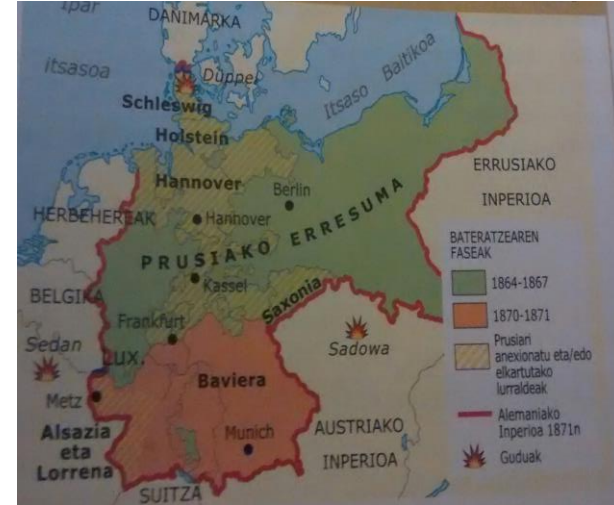 Ipar
itsasoa
DANIMARKA
Düppel
Itsaso Baltikoa
Schleswig
Holstein
Hannover
Berlin
HERBEHEREAK
Hannover
PRUSIAKO ERRESUMA
ERRUSIAKO
INPERIOA
BELGIKA
Kassel
Saxonia
Frankfurt
Sedan
LUX.
Sadowa
Metz
Baviera
Alsazia
eta
Lorrena
Munich
AUSTRIAKO
INPERIOA
SUITZA
BATERATZEAREN
FASEAK
1864-1867
1870-1871
Prusiari
anexionatu eta/edo
elkartutako
lurraldeak
Alemaniako
Inperioa 1871n
Guduak